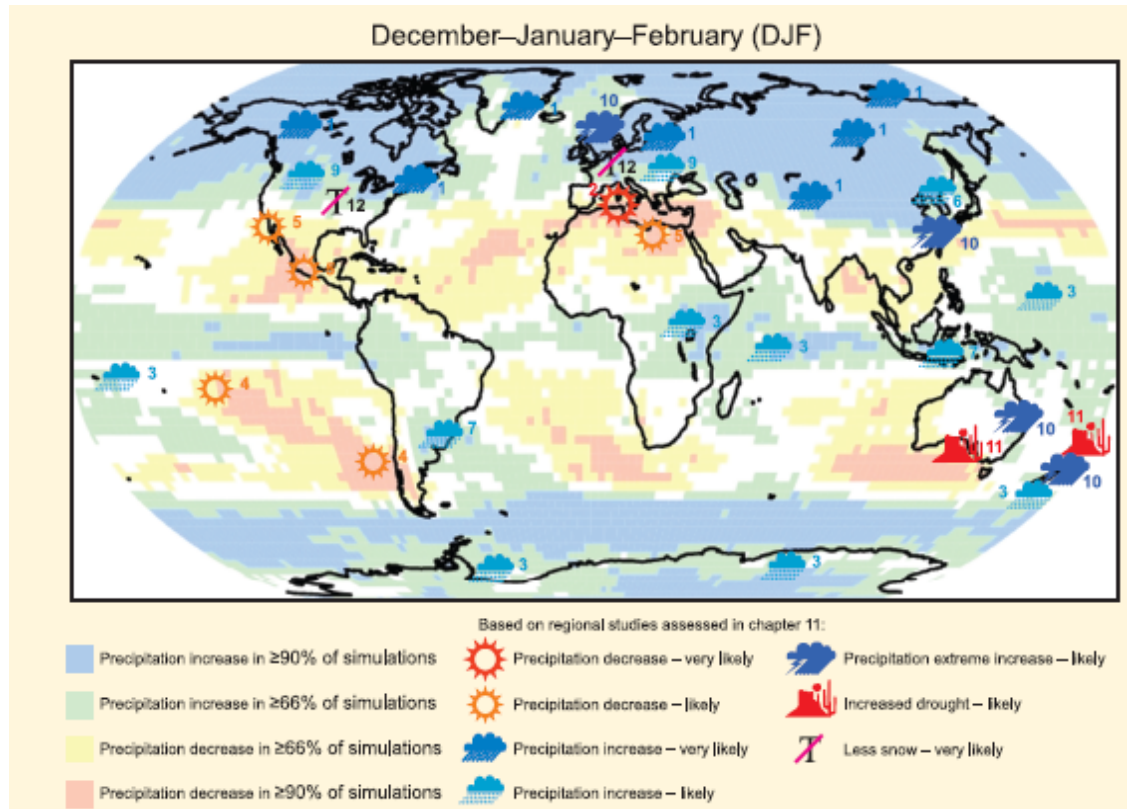 December–January–February (DJF)
1
10
1
1
1
1
9
12
9
1
12
1
2
6
5
5
10
3
3
3
3
4
7
10
11
11
4
10
3
3
3
Based on regional studies assessed in chapter 11:
Precipitation increase in ≥90% of simulations
Precipitation decrease – very likely
Precipitation extreme increase – likely
Precipitation increase in ≥66% of simulations
Precipitation decrease – likely
Increased drought – likely
Precipitation decrease in ≥66% of simulations
Precipitation increase – very likely
T Less snow – very likely
Precipitation decrease in ≥90% of simulations
Precipitation increase – likely